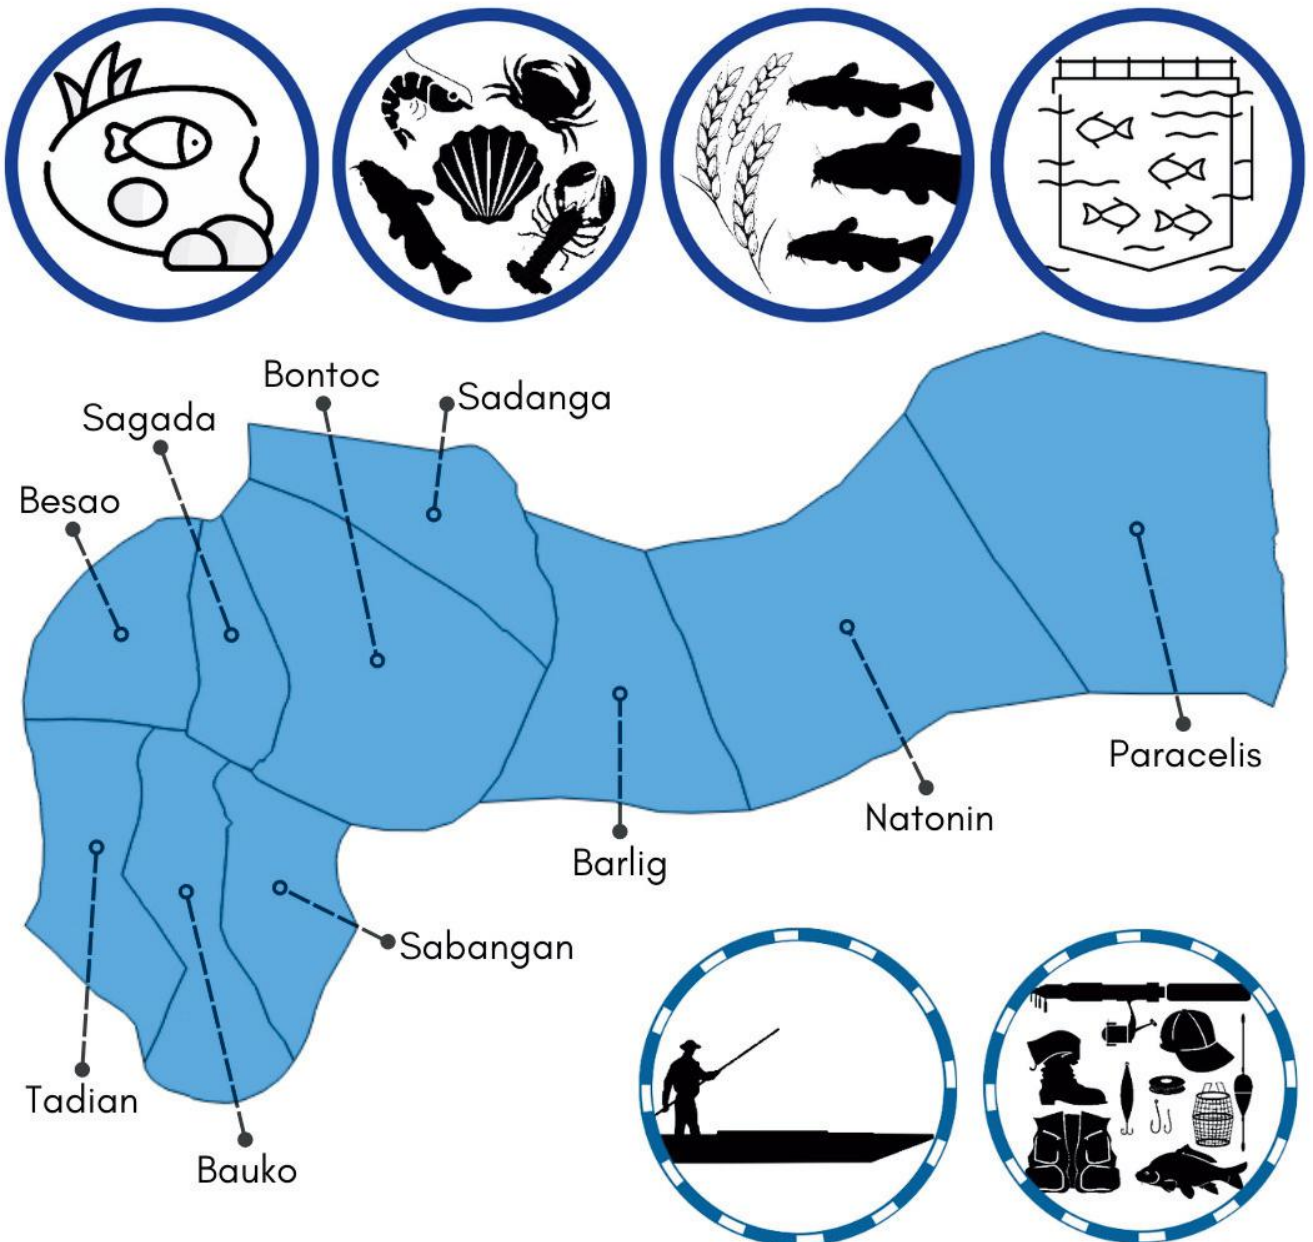 Bontoc
Sadanga
Sagada
Besao
Paracelis
Natonin
Barlig
Sabangan
Tadian
Bauko